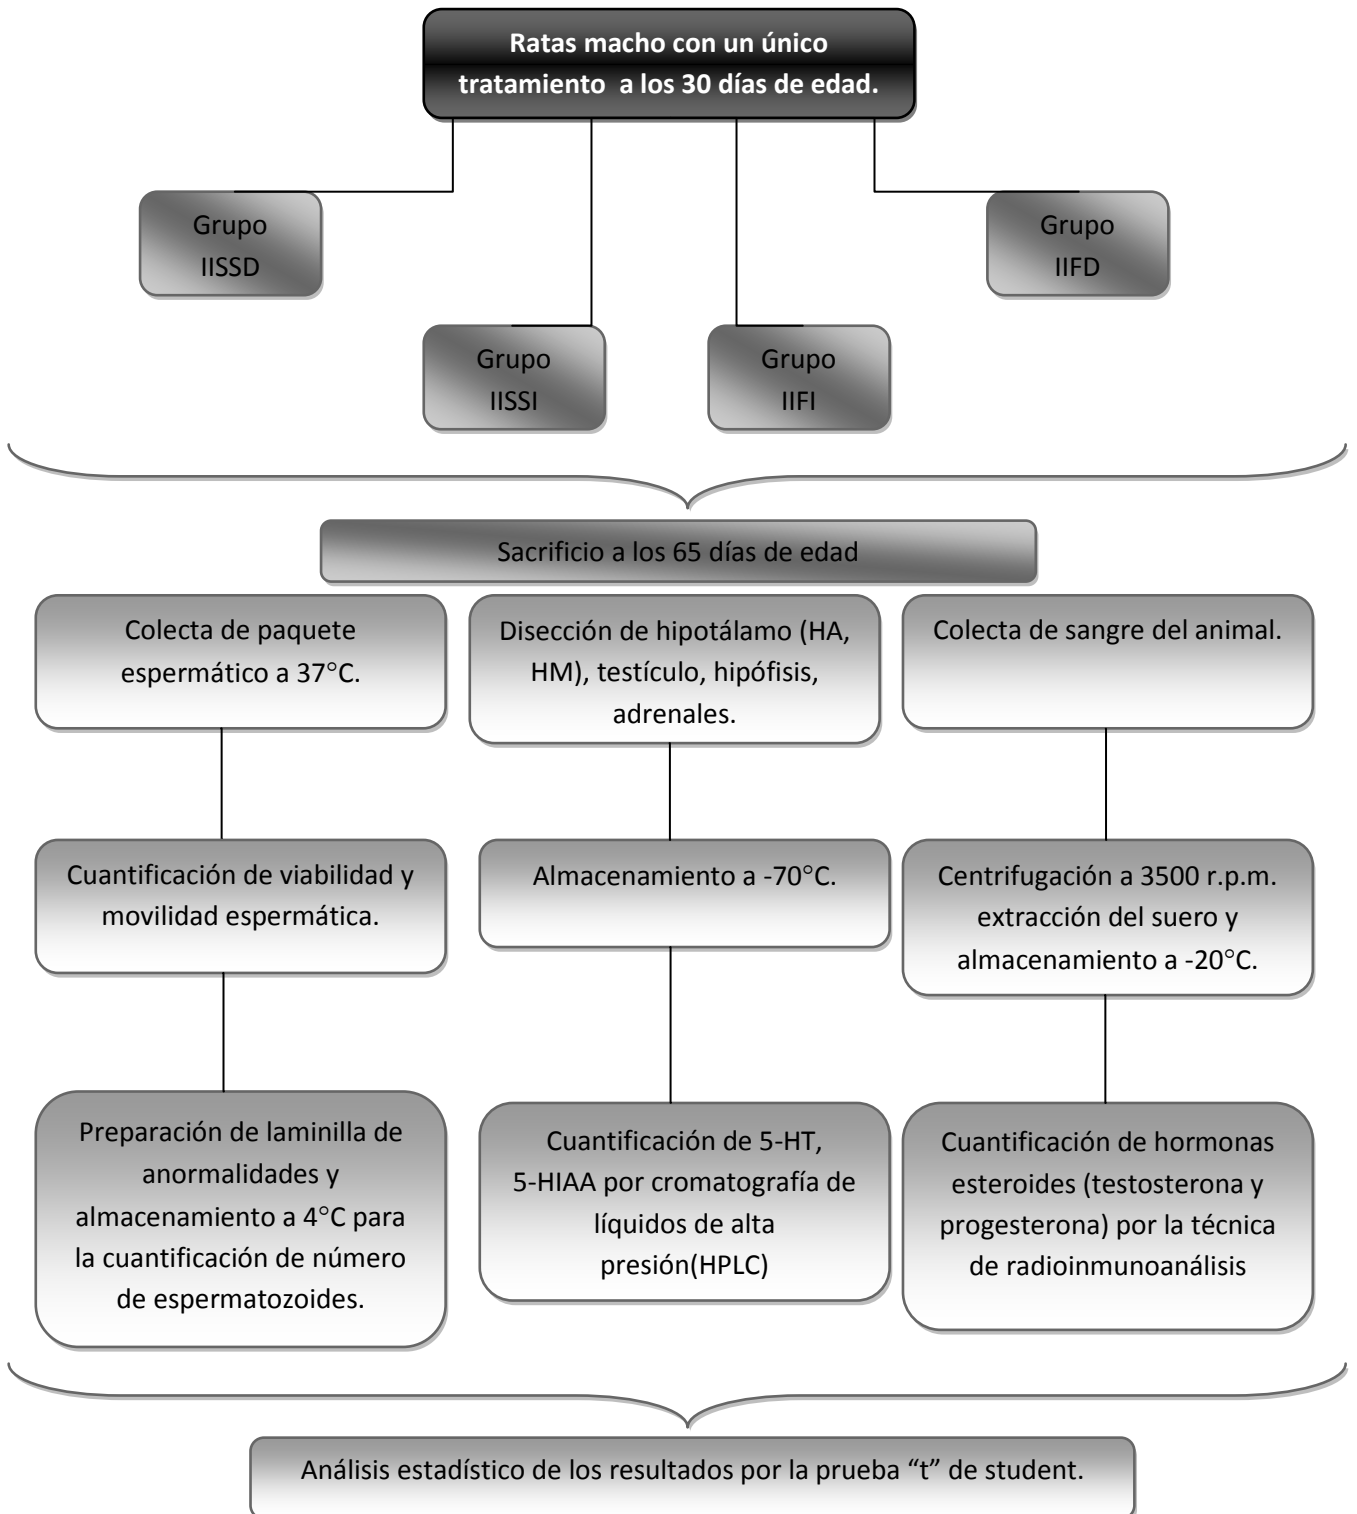 Ratas macho con un único
tratamiento a los 30 días de edad.
Grupo
IISSD
Grupo
IIFD
Grupo
IISSI
Grupo
IIFI
Sacrificio a los 65 días de edad
Colecta de paquete
espermático a 37°C.
Disección de hipotálamo (HA,
HM), testículo, hipófisis,
adrenales.
Colecta de sangre del animal.
Cuantificación de viabilidad y
movilidad espermática.
Almacenamiento a -70°C.
Centrifugación a 3500 r.p.m.
extracción del suero y
almacenamiento a -20°C.
Preparación de laminilla de
anormalidades y
almacenamiento a 4°C para
la cuantificación de número
de espermatozoides.
Cuantificación de 5-HT,
5-HIAA por cromatografía de
líquidos de alta
presión(HPLC)
Cuantificación de hormonas
esteroides (testosterona y
progesterona) por la técnica
de radioinmunoanálisis
Análisis estadístico de los resultados por la prueba “t” de student.